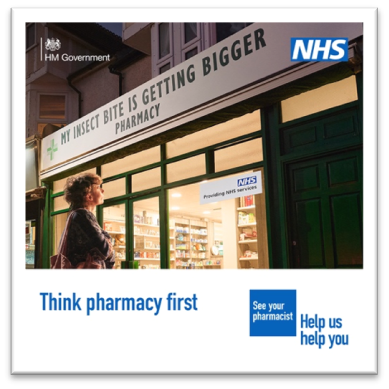 HM Government
NHS
MY INSECT BITE IS GETTING BIGGER
PHARMACY
NHS
Providing NHS services
Think pharmacy first
See your
pharmacist
Help us
help you